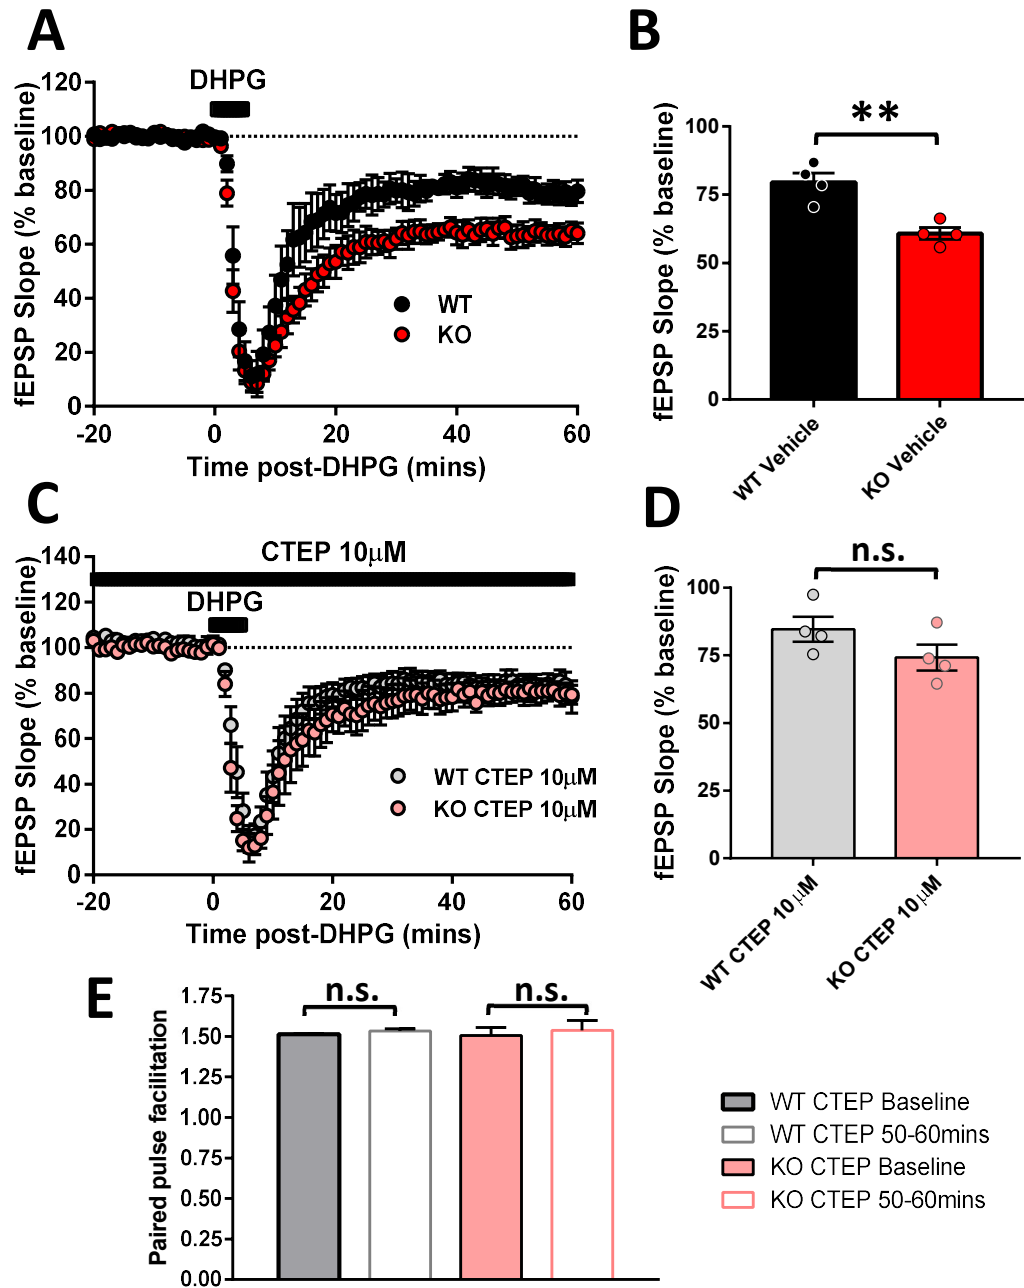 A
DHPG
120
100
80
60
40
20
0
-20
0
20
40
60
fEPSP Slope (% baseline)
Time post-DHPG (mins)
WT
KO
B
**
100
75
50
25
0
fEPSP Slope (% baseline)
WT Vehicle
KO Vehicle
C
CTEP 10μM
DHPG
140
120
100
80
60
40
20
0
-20
0
20
40
60
fEPSP Slope (% baseline)
Time post-DHPG (mins)
WT CTEP 10μM
KO CTEP 10μM
D
n.s.
100
75
50
25
0
fEPSP Slope (% baseline)
WT CTEP 10μM
KO CTEP 10μM
E
n.s.
n.s.
1.75
1.50
1.25
1.00
0.75
0.50
0.25
0.00
Paired pulse facilitation
WT CTEP Baseline
WT CTEP 50-60mins
KO CTEP Baseline
KO CTEP 50-60mins